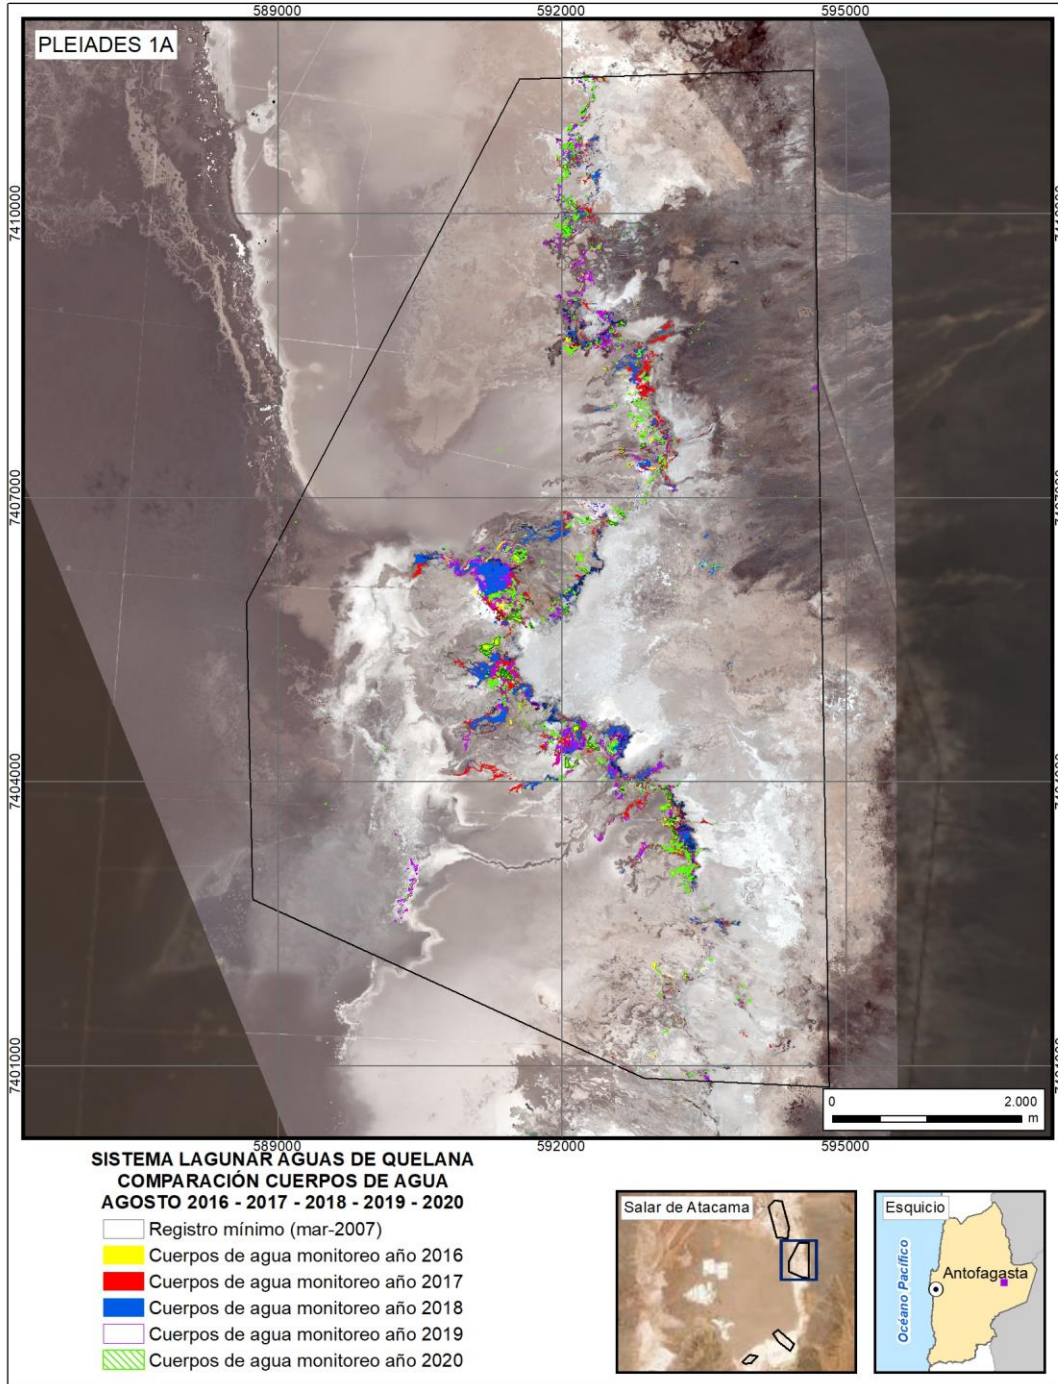 589000
592000
595000
PLEIADES 1A
7410000
7407000
7407000
7404000
7401000
0
2.000
m
589000
592000
595000
SISTEMA LAGUNAR AGUAS DE QUELANA
COMPARACIÓN CUERPOS DE AGUA
AGOSTO 2016 - 2017 - 2018 - 2019 - 2020
Registro mínimo (mar-2007)
Cuerpos de agua monitoreo año 2016
Cuerpos de agua monitoreo año 2017
Cuerpos de agua monitoreo año 2018
Cuerpos de agua monitoreo año 2019
Cuerpos de agua monitoreo año 2020
Salar de Atacama
Esquicio
Océano Pacífico
Antofagasta